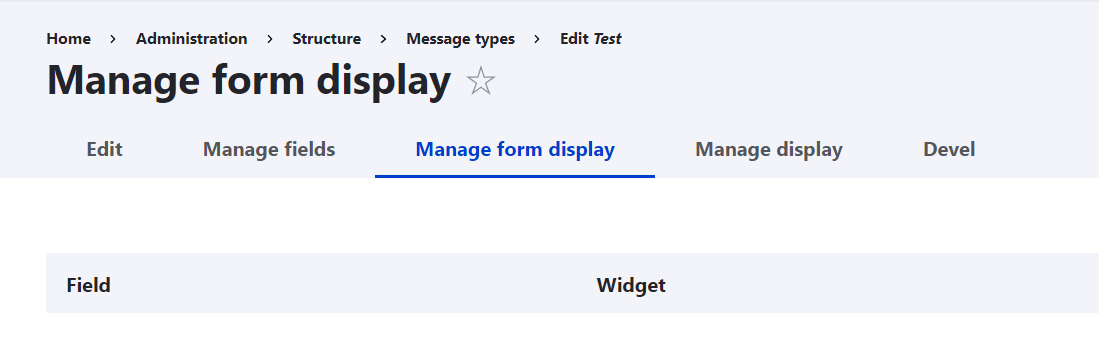 Home > Administration > Structure > Message types > Edit Test
Manage form display ☆
Edit Manage fields Manage form display Manage display Devel
Field Widget